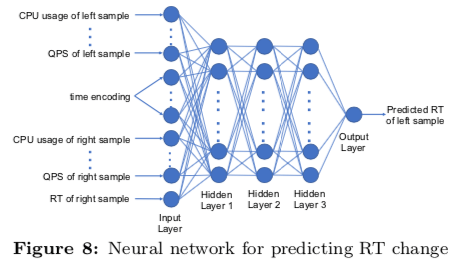 CPU usage of left sample
QPS of left sample
time encoding
CPU usage of right sample
QPS of right sample
RT of right sample
Input
Layer
Hidden
Layer 1
Hidden
Layer 2
Hidden
Layer 3
Output
Layer
Predicted RT
of left sample
Figure 8: Neural network for predicting RT change